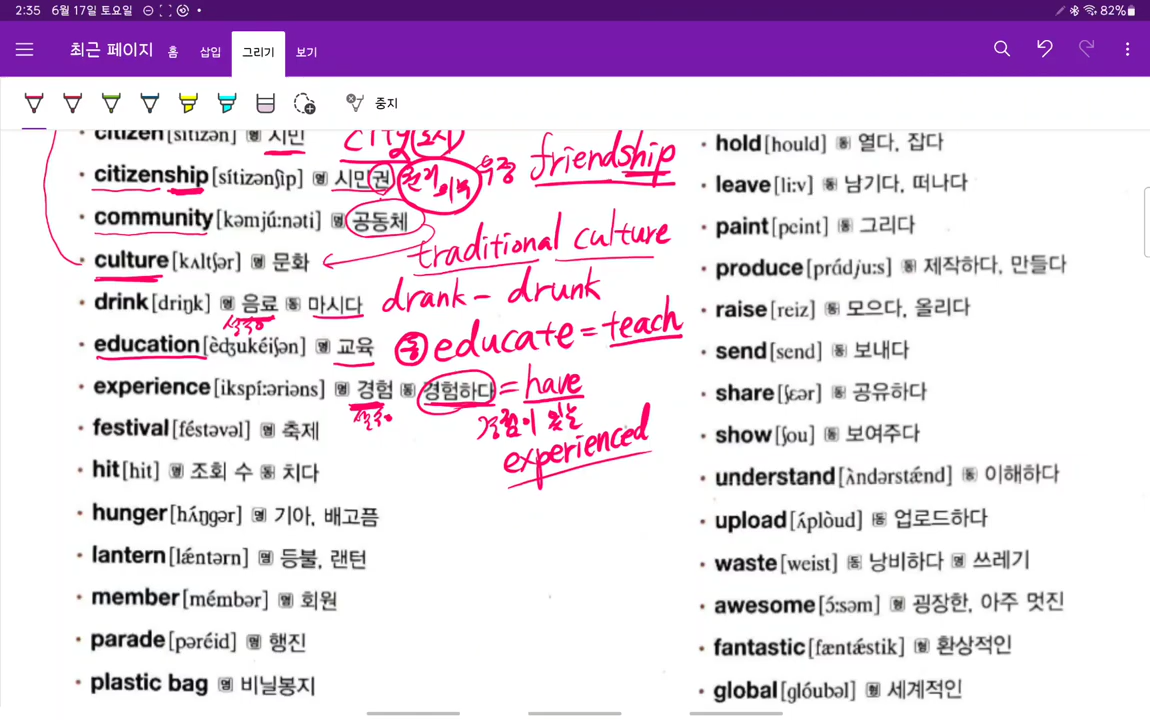 2:35 6월 17일 토요일
82%
최근 페이지 홈 삽입 그리기 보기
중지
citizen[sítizən] 명 시민 city(도시)
citizenship[sítizənʃip] 명 시민권 권리 의무 우정 friendship
community[kəmjú:nəti] 명 공동체
culture[kʌltʃər] 명 문화 traditional culture
drink[driŋk] 명 음료 동 마시다 drank - drunk
education[èdʒukéiʃən] 명 교육 동 educate = teach
experience[ikspí:əriəns] 명 경험 동 경험하다 = have
경험이 있는
experienced
festival[féstəvəl] 명 축제
hit[hit] 명 조회 수 동 치다
hunger[hʌ́ŋgər] 명 기아, 배고픔
lantern[lǽntərn] 명 등불, 랜턴
member[mémbər] 명 회원
parade[pəréid] 명 행진
plastic bag 명 비닐봉지
hold[hould] 동 열다, 잡다
leave[li:v] 동 남기다, 떠나다
paint[peint] 동 그리다
produce[prədjú:s] 동 제작하다, 만들다
raise[reiz] 동 모으다, 올리다
send[send] 동 보내다
share[ʃɛər] 동 공유하다
show[ʃou] 동 보여주다
understand[ʌ̀ndərstǽnd] 동 이해하다
upload[ʌ́plòud] 동 업로드하다
waste[weist] 동 낭비하다 명 쓰레기
awesome[ɔ́:səm] 형 굉장한, 아주 멋진
fantastic[fæntǽstik] 형 환상적인
global[glóubəl] 형 세계적인